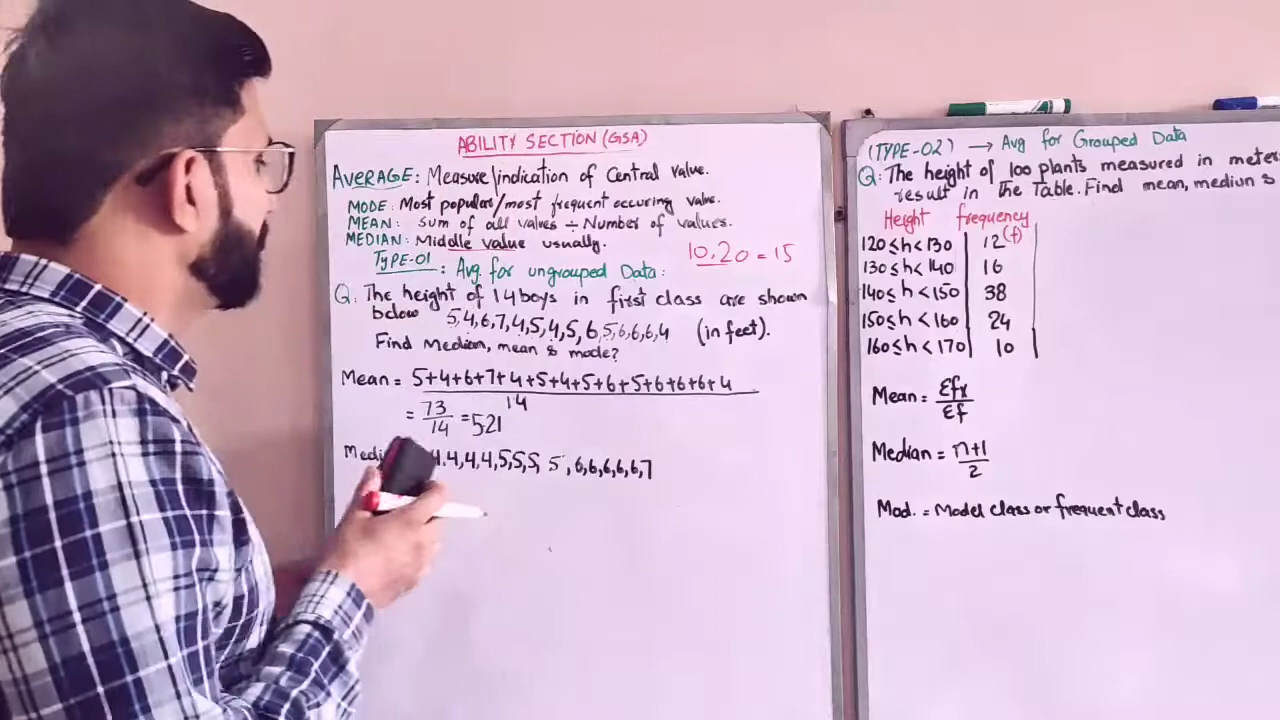 ABILITY SECTION (GSA)
AVERAGE: Measure/indication of Central value.
MODE: Most popular/most frequent occuring value.
MEAN: Sum of all values ÷ Number of values.
MEDIAN: Middle value usually.
10,20 = 15
TYPE-01 : Avg. for ungrouped Data:
Q: The height of 14 boys in first class are shown
below 5,4,6,7,4,5,4,5,6,5,6,6,6,4 (in feet).
Find Median, mean & mode?
Mean = 5+4+6+7+4+5+4+5+6+5+6+6+6+4
14
= 73/14 = 5.21
Medi 4,4,4,4,5,5,5,5,6,6,6,6,6,7
(TYPE-02) → Avg for Grouped Data
Q: The height of 100 plants measured in meter
result in the Table. Find mean, median &
Height frequency (f)
120≤h<130 12
130≤h<140 16
140≤h<150 38
150≤h<160 24
160≤h<170 10
Mean = Σfx/Σf
Median = n+1/2
Mod. = Model class or frequent class